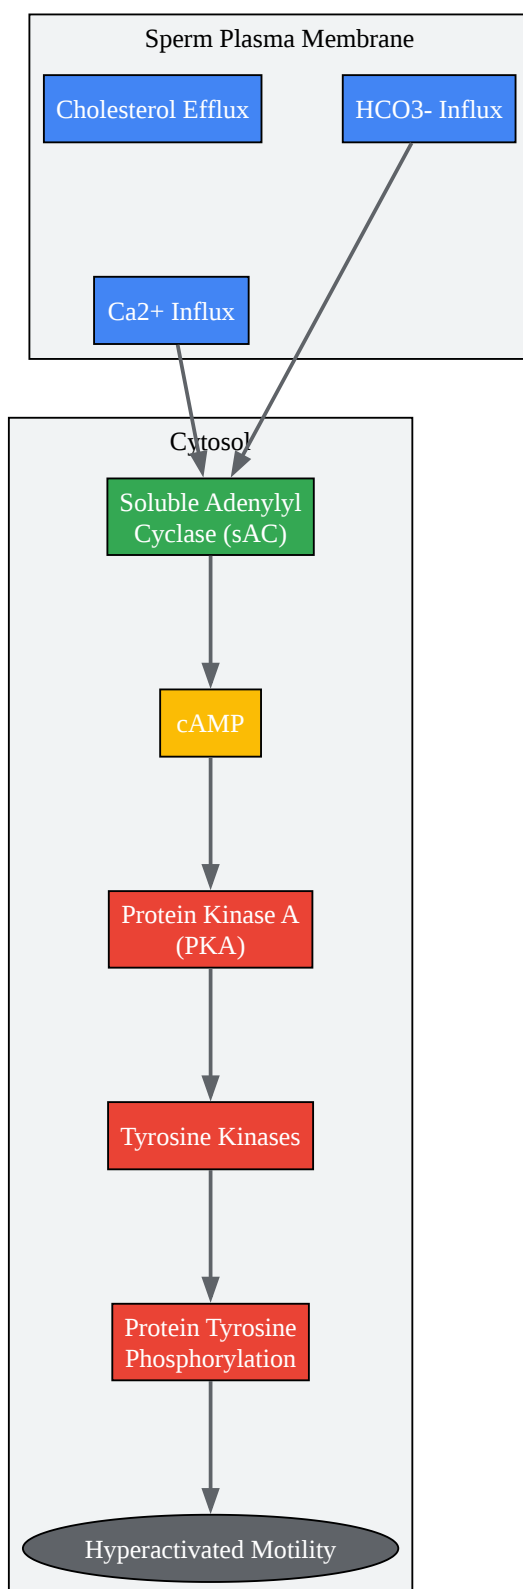 Sperm Plasma Membrane
Cholesterol Efflux
HCO3- Influx
Ca2+ Influx
Cytosol
Soluble Adenylyl
Cyclase (sAC)
cAMP
Protein Kinase A
(PKA)
Tyrosine Kinases
Protein Tyrosine
Phosphorylation
Hyperactivated Motility